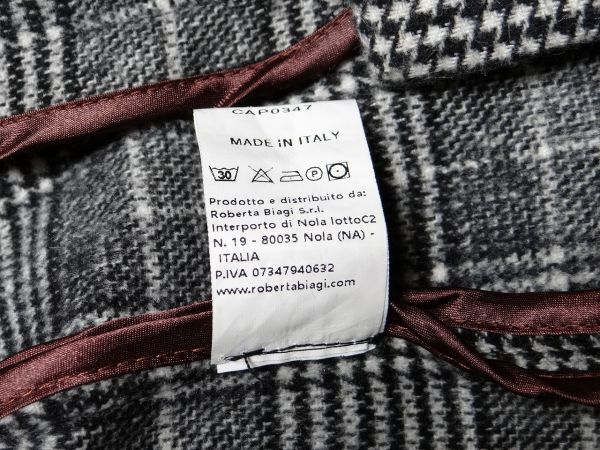 CAP0347
MADE iN ITALY
30 P
Prodotto e distribuito da:
Roberta Biagi S.r.l.
Interporto di Nola lottoC2
N. 19 - 80035 Nola (NA) -
ITALIA
P.IVA 07347940632
www.robertabiagi.com